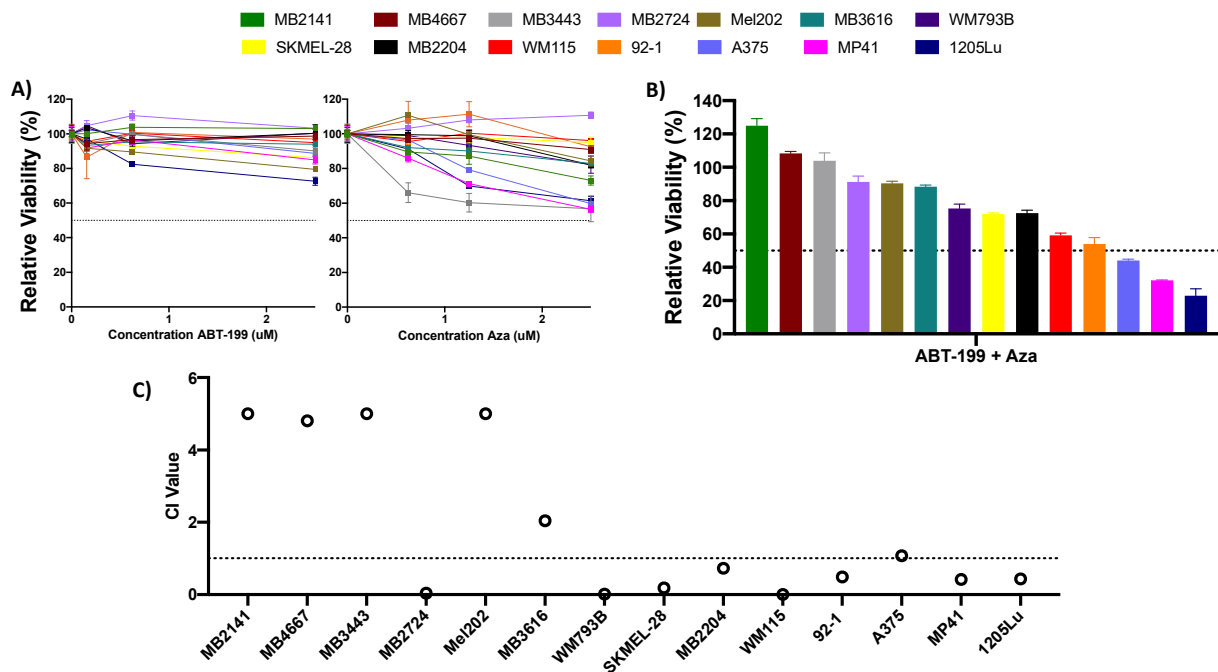 MB2141 MB4667 MB3443 MB2724 Mel202 MB3616 WM793B
SKMEL-28 MB2204 WM115 92-1 A375 MP41 1205Lu
A)
Relative Viability (%)
120
100
80
60
40
20
0
0 1 2
Concentration ABT-199 (uM)
120
100
80
60
40
20
0
0 1 2
Concentration Aza (uM)
B)
Relative Viability (%)
140
120
100
80
60
40
20
0
ABT-199 + Aza
C)
CI Value
6
4
2
0
MB2141
MB4667
MB3443
MB2724
Mel202
MB3616
WM793B
SKMEL-28
MB2204
WM115
92-1
A375
MP41
1205Lu